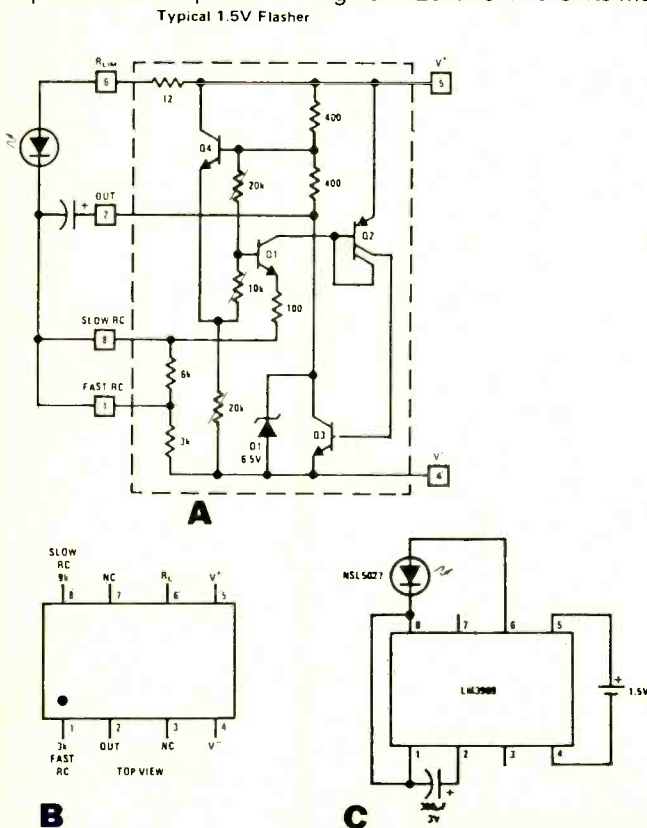 Typical 1.5V Flasher
RLIM
6
12
V+
5
400
Q4
20k
400
OUT
2
+
Q1
Q2
10k
100
SLOW RC
8
6k
FAST RC
1
20k
3k
D1
6.5V
Q3
V-
4
A
SLOW
RC
9k
NC
RL
V+
8
7
6
5
1
2
3
4
3k
FAST
RC
OUT
NC
V-
TOP VIEW
B
NSL5027
8
7
6
5
LM3909
+
1.5V
1
2
3
4
300µF
3V
+
C